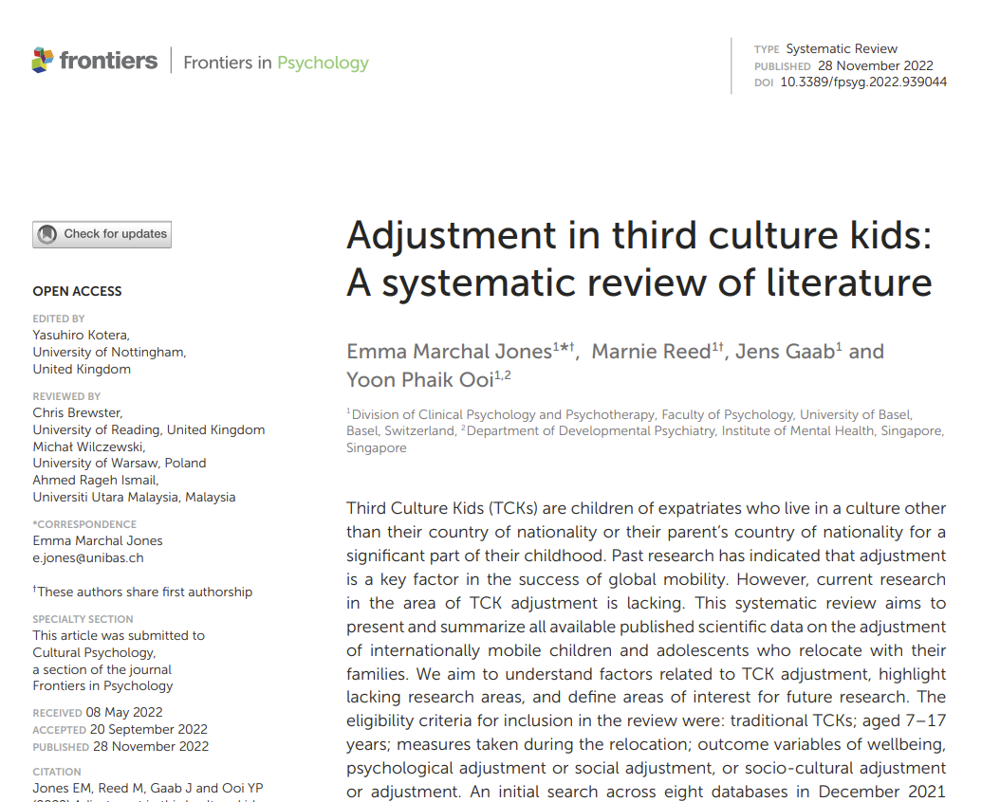 frontiers | Frontiers in Psychology
TYPE Systematic Review
PUBLISHED 28 November 2022
DOI 10.3389/fpsyg.2022.939044
Check for updates
OPEN ACCESS
EDITED BY
Yasuhiro Kotera,
University of Nottingham,
United Kingdom
REVIEWED BY
Chris Brewster,
University of Reading, United Kingdom
Michał Wilczewski,
University of Warsaw, Poland
Ahmed Rageh Ismail,
Universiti Utara Malaysia, Malaysia
*CORRESPONDENCE
Emma Marchal Jones
e.jones@unibas.ch
†These authors share first authorship
SPECIALTY SECTION
This article was submitted to
Cultural Psychology,
a section of the journal
Frontiers in Psychology
RECEIVED 08 May 2022
ACCEPTED 20 September 2022
PUBLISHED 28 November 2022
CITATION
Jones EM, Reed M, Gaab J and Ooi YP
Adjustment in third culture kids:
A systematic review of literature
Emma Marchal Jones1*†, Marnie Reed1†, Jens Gaab1 and
Yoon Phaik Ooi1,2
1Division of Clinical Psychology and Psychotherapy, Faculty of Psychology, University of Basel,
Basel, Switzerland, 2Department of Developmental Psychiatry, Institute of Mental Health, Singapore,
Singapore
Third Culture Kids (TCKs) are children of expatriates who live in a culture other
than their country of nationality or their parent's country of nationality for a
significant part of their childhood. Past research has indicated that adjustment
is a key factor in the success of global mobility. However, current research
in the area of TCK adjustment is lacking. This systematic review aims to
present and summarize all available published scientific data on the adjustment
of internationally mobile children and adolescents who relocate with their
families. We aim to understand factors related to TCK adjustment, highlight
lacking research areas, and define areas of interest for future research. The
eligibility criteria for inclusion in the review were: traditional TCKs; aged 7–17
years; measures taken during the relocation; outcome variables of wellbeing,
psychological adjustment or social adjustment, or socio-cultural adjustment
or adjustment. An initial search across eight databases in December 2021